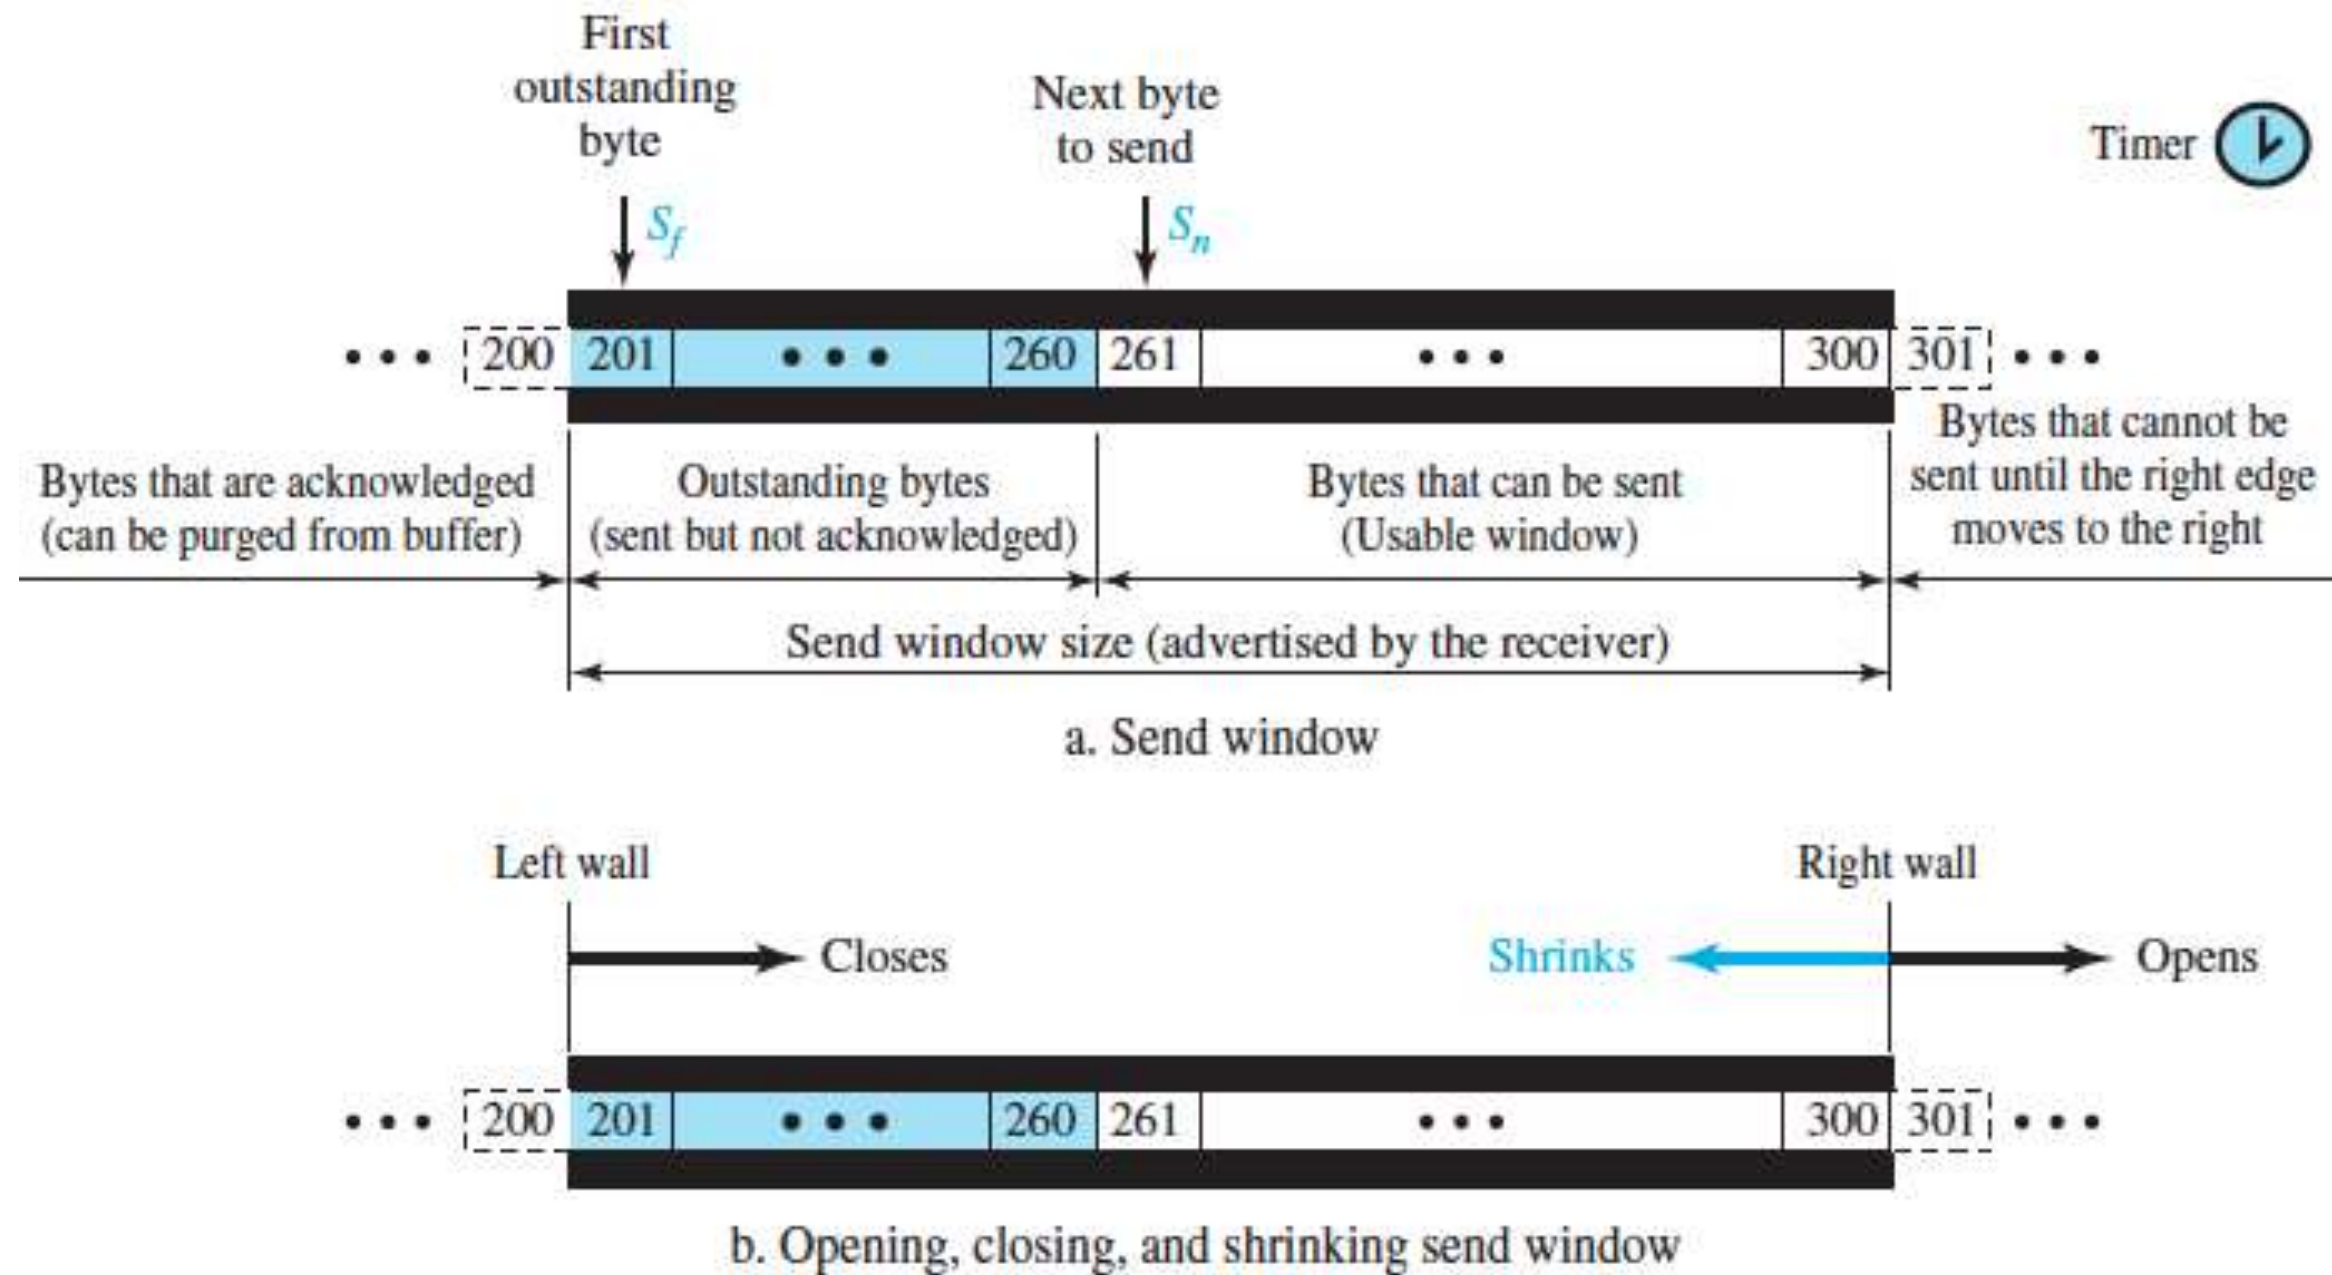 First
outstanding
byte
Next byte
to send
Timer
Sf
Sn
••• 200 201 ••• 260 261 ••• 300 301 •••
Bytes that are acknowledged
(can be purged from buffer)
Outstanding bytes
(sent but not acknowledged)
Bytes that can be sent
(Usable window)
Bytes that cannot be
sent until the right edge
moves to the right
Send window size (advertised by the receiver)
a. Send window
Left wall
Right wall
Closes
Shrinks
Opens
••• 200 201 ••• 260 261 ••• 300 301 •••
b. Opening, closing, and shrinking send window